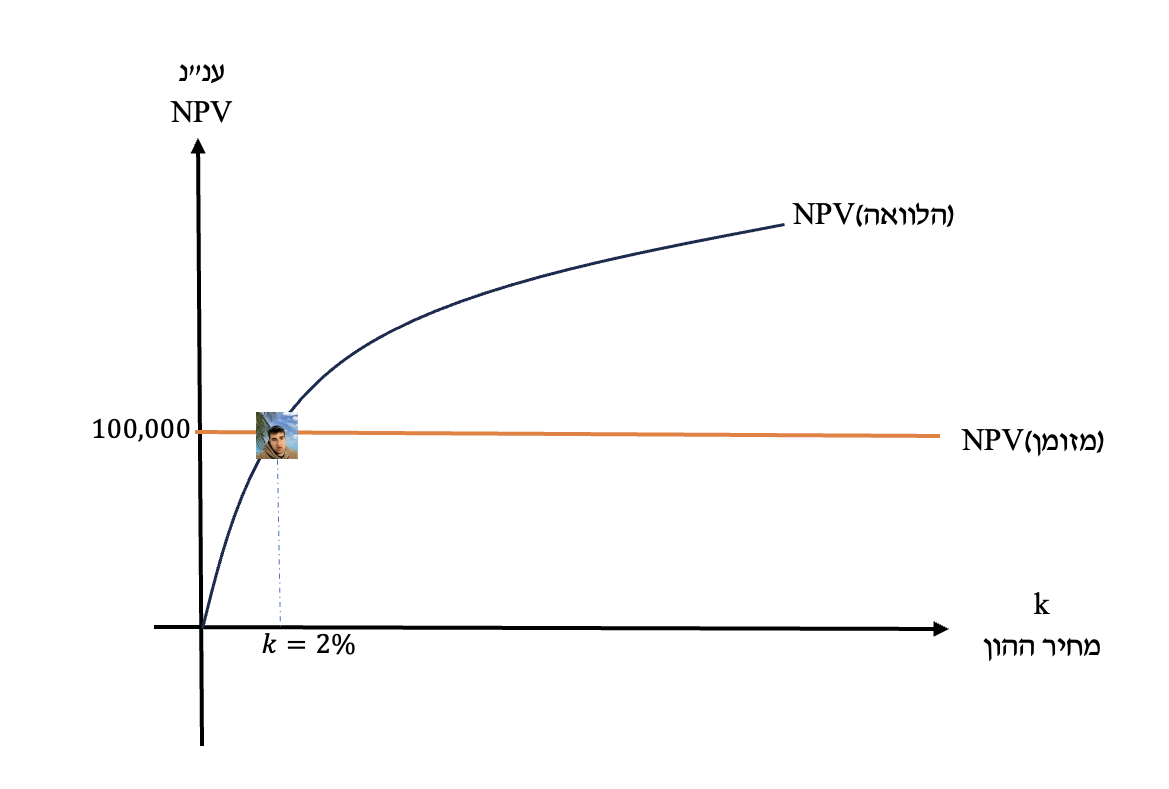 ענ״נ
NPV
NPV(הלוואה)
100,000
NPV(מזומן)
k
k = 2%
מחיר ההון